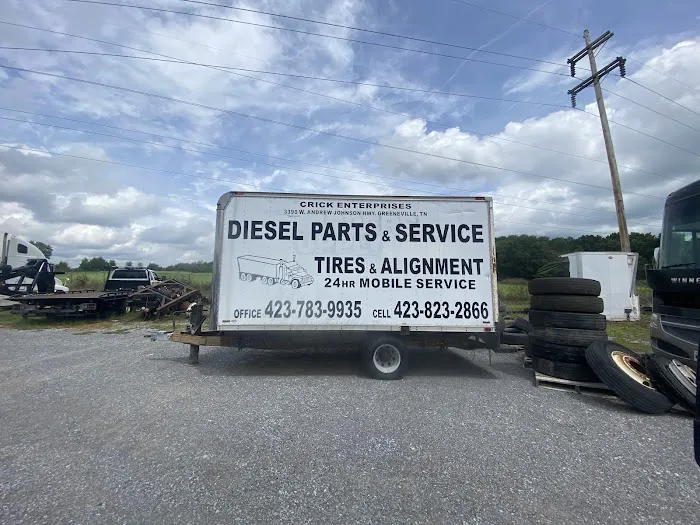 CRICK ENTERPRISES
3190 W. ANDREW JOHNSON HWY. GREENEVILLE, TN
DIESEL PARTS & SERVICE
TIRES & ALIGNMENT
24HR MOBILE SERVICE
OFFICE 423-783-9935 CELL 423-823-2866
WINNE